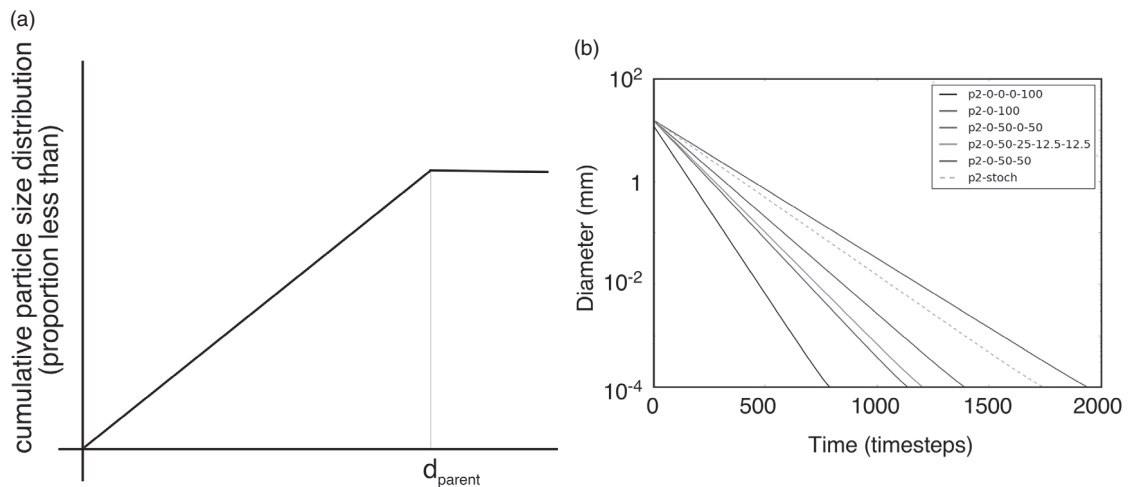 (a)
cumulative particle size distribution
(proportion less than)
d_parent
(b)
10^2
1
10^-2
10^-4
Diameter (mm)
0
500
1000
1500
2000
Time (timesteps)
p2-0-0-0-100
p2-0-100
p2-0-50-0-50
p2-0-50-25-12.5-12.5
p2-0-50-50
p2-stoch